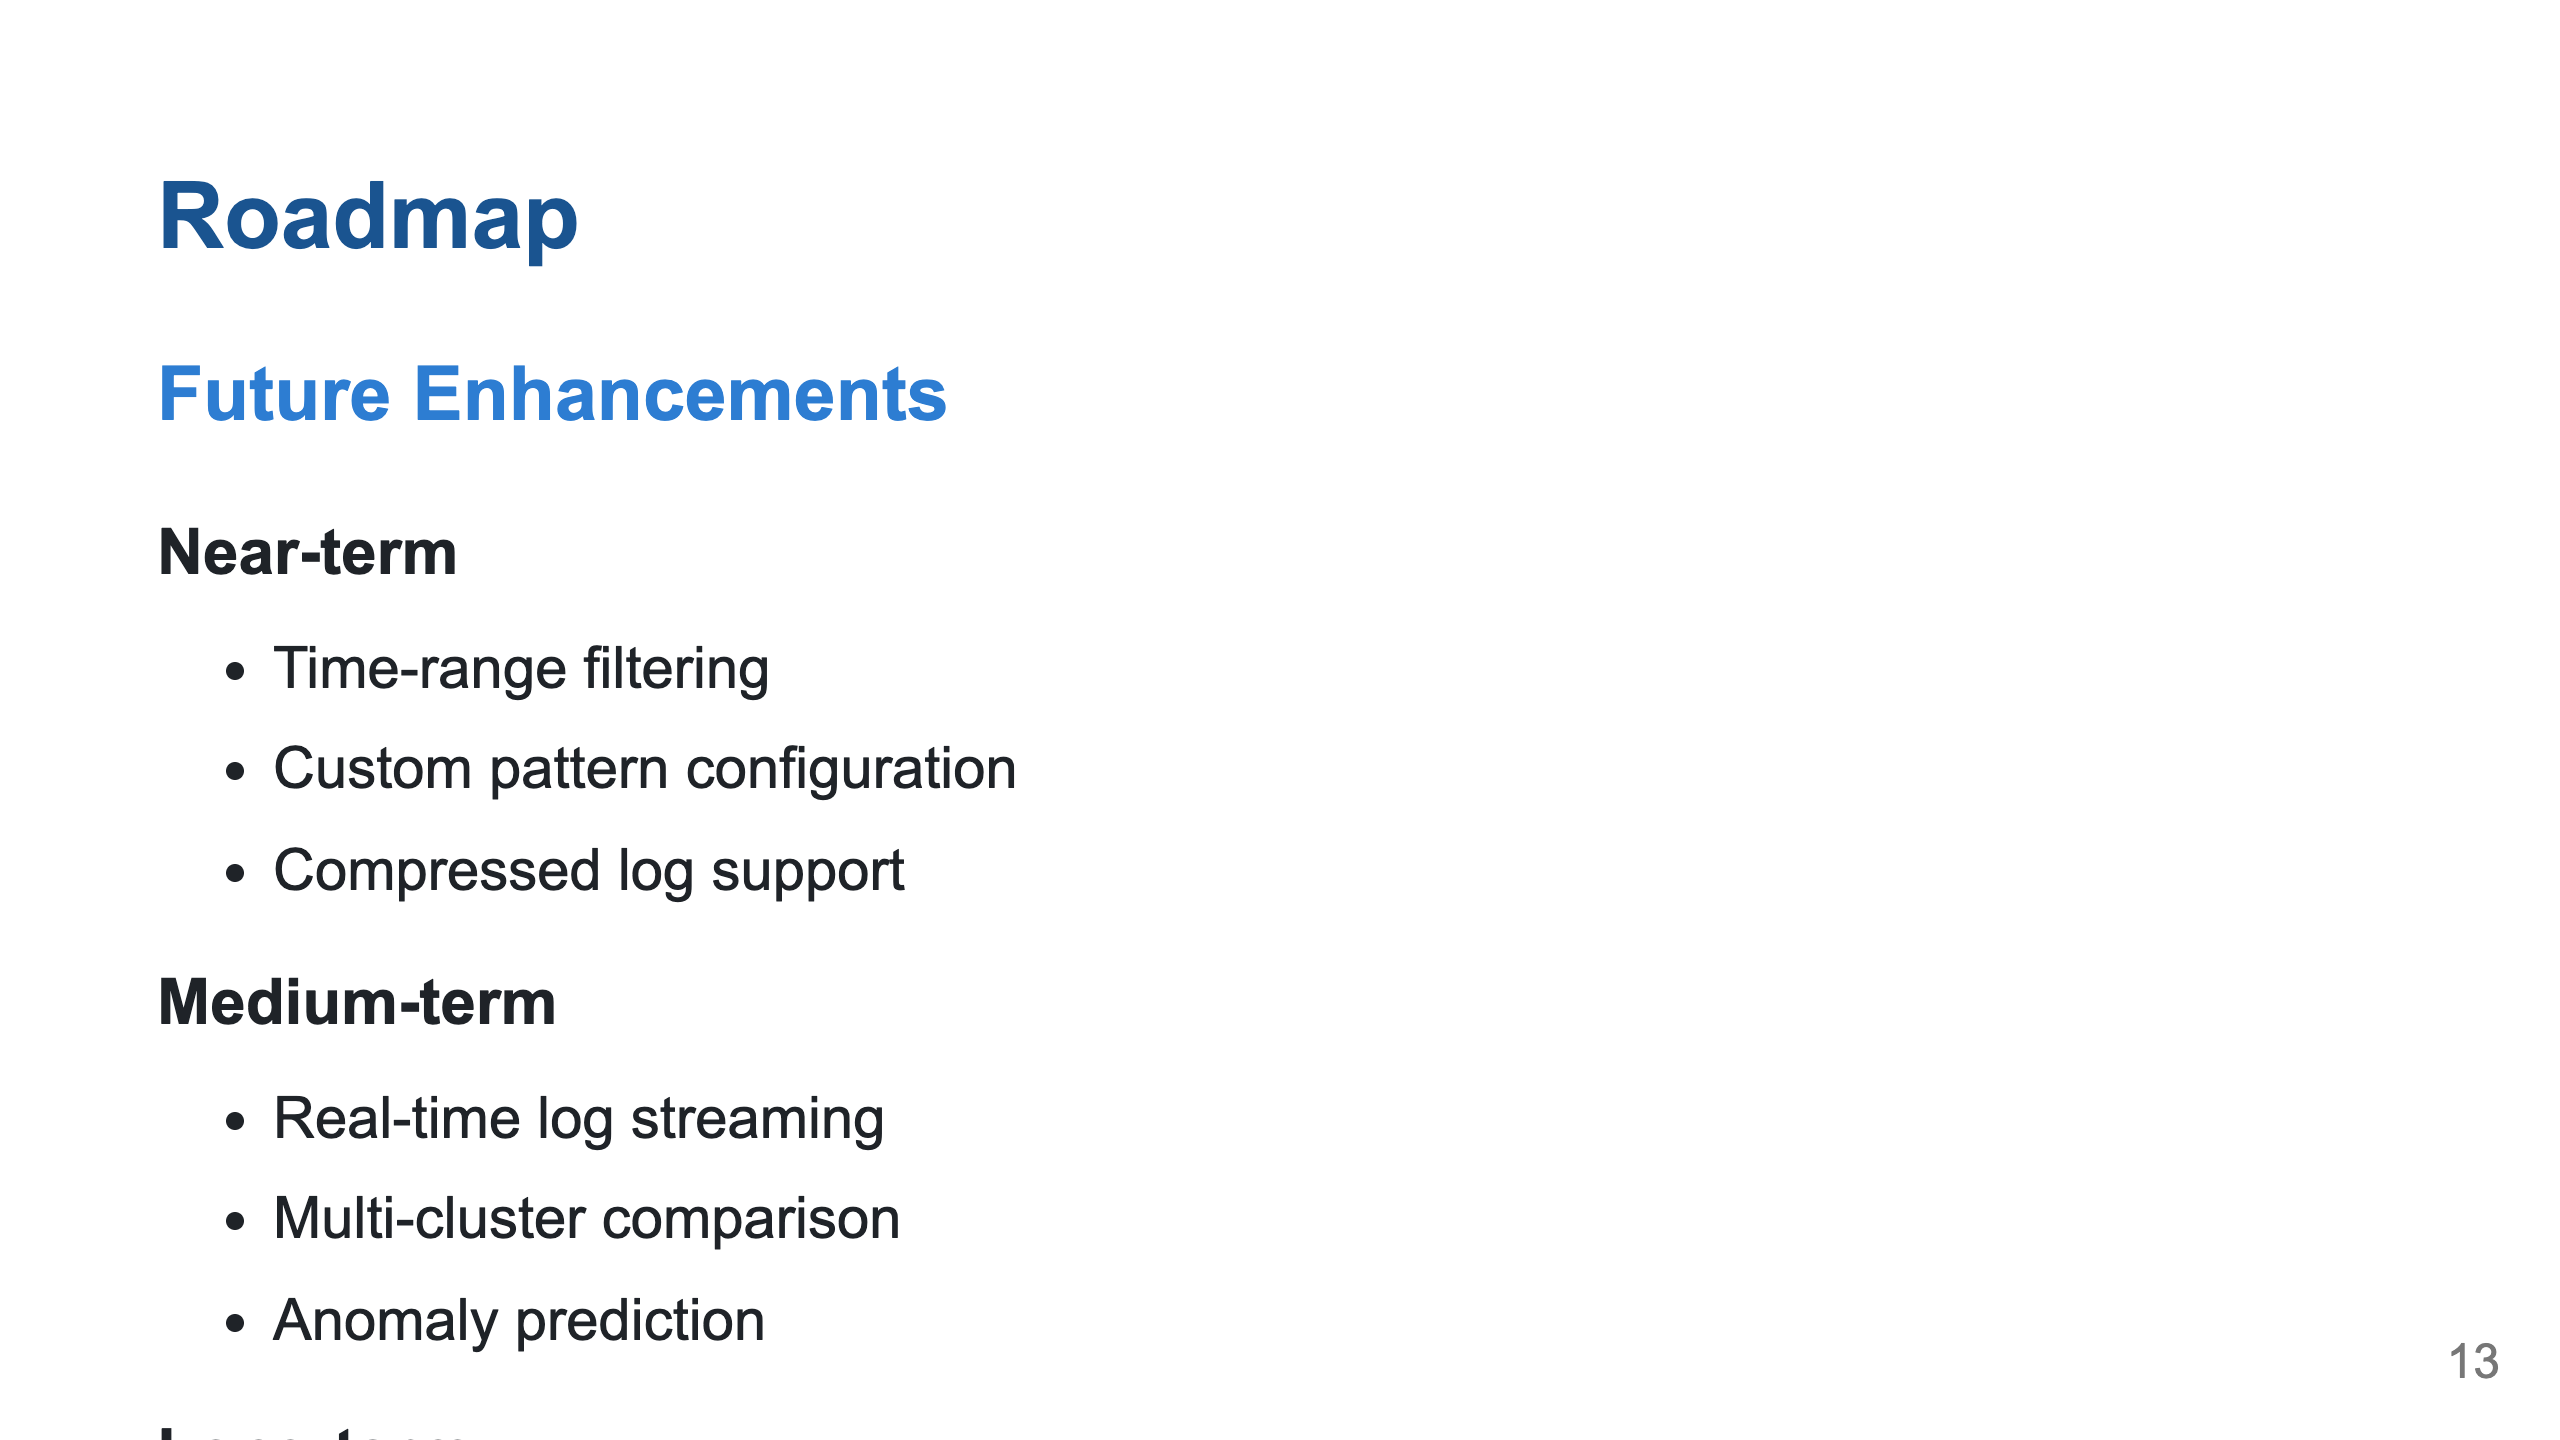 Roadmap
Future Enhancements
Near-term
• Time-range filtering
• Custom pattern configuration
• Compressed log support
Medium-term
• Real-time log streaming
• Multi-cluster comparison
• Anomaly prediction
13